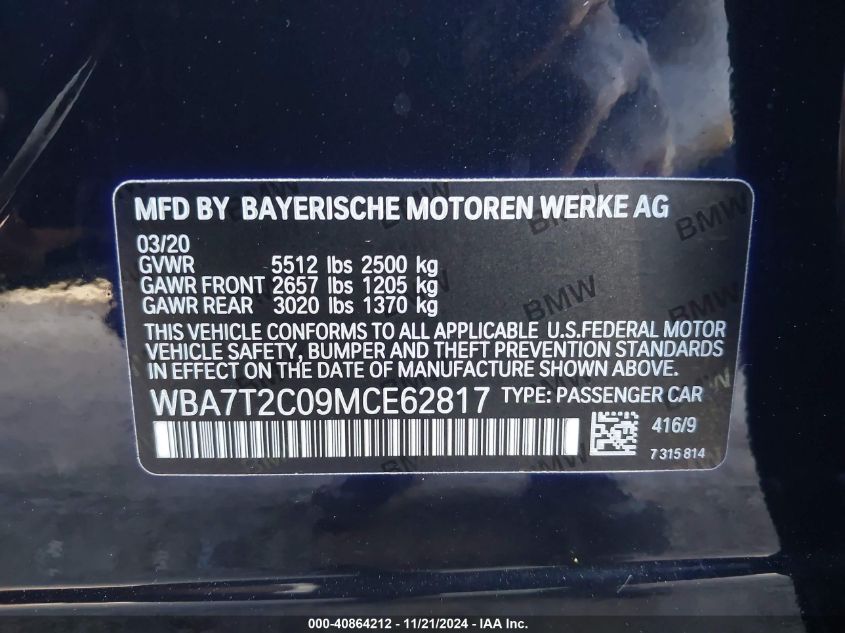 MFD BY BAYERISCHE MOTOREN WERKE AG
03/20
GVWR 5512 lbs 2500 kg
GAWR FRONT 2657 lbs 1205 kg
GAWR REAR 3020 lbs 1370 kg
THIS VEHICLE CONFORMS TO ALL APPLICABLE U.S.FEDERAL MOTOR
VEHICLE SAFETY, BUMPER AND THEFT PREVENTION STANDARDS
IN EFFECT ON THE DATE OF MANUFACTURE SHOWN ABOVE.
WBA7T2C09MCE62817 TYPE: PASSENGER CAR
416/9
7 315 814
BMW
BMW
BMW
000-40864212 - 11/21/2024 - IAA Inc.